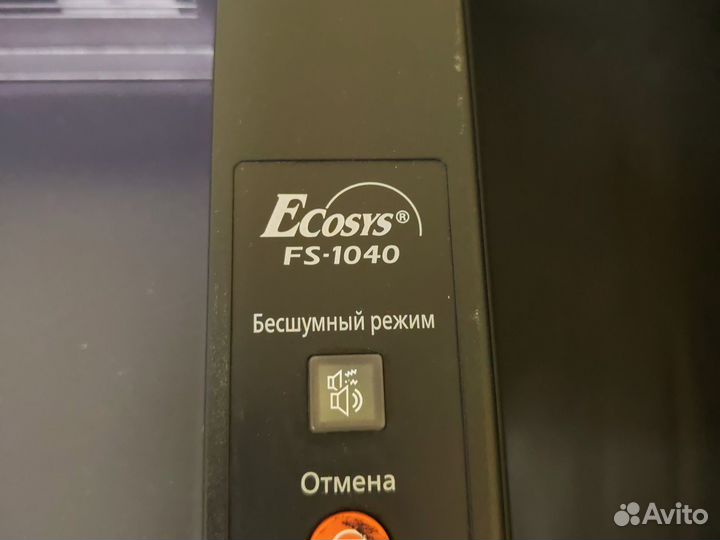 ECOSYS®
FS-1040
Бесшумный режим
Отмена
Avito